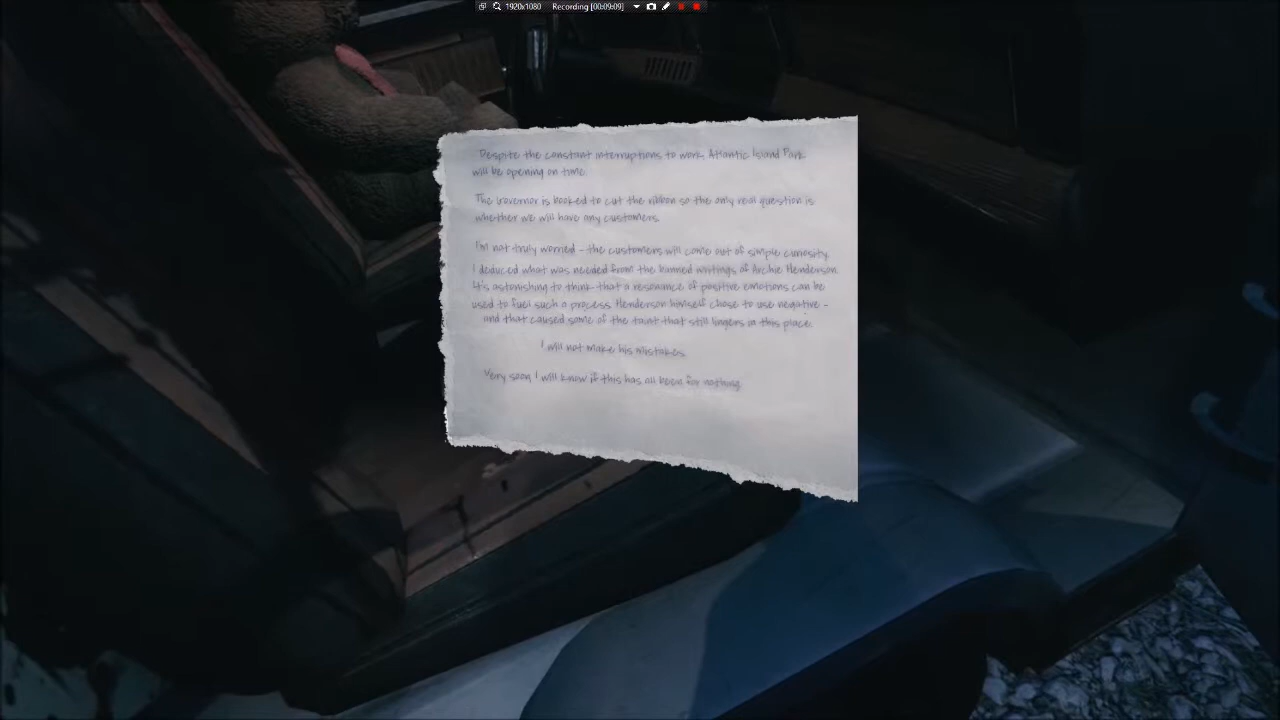 1920x1080 Recording [00:09:09]
Despite the constant interruptions to work, Atlantic Island Park
will be opening on time.
The Governor is booked to cut the ribbon so the only real question is
whether we will have any customers.
I'm not truly worried - the customers will come out of simple curiosity.
I deduced what was needed from the banned writings of Archie Henderson.
It's astonishing to think that a resonance of positive emotions can be
used to fuel such a process. Henderson himself chose to use negative -
and that caused some of the taint that still lingers in this place.
I will not make his mistakes.
Very soon I will know if this has all been for nothing.